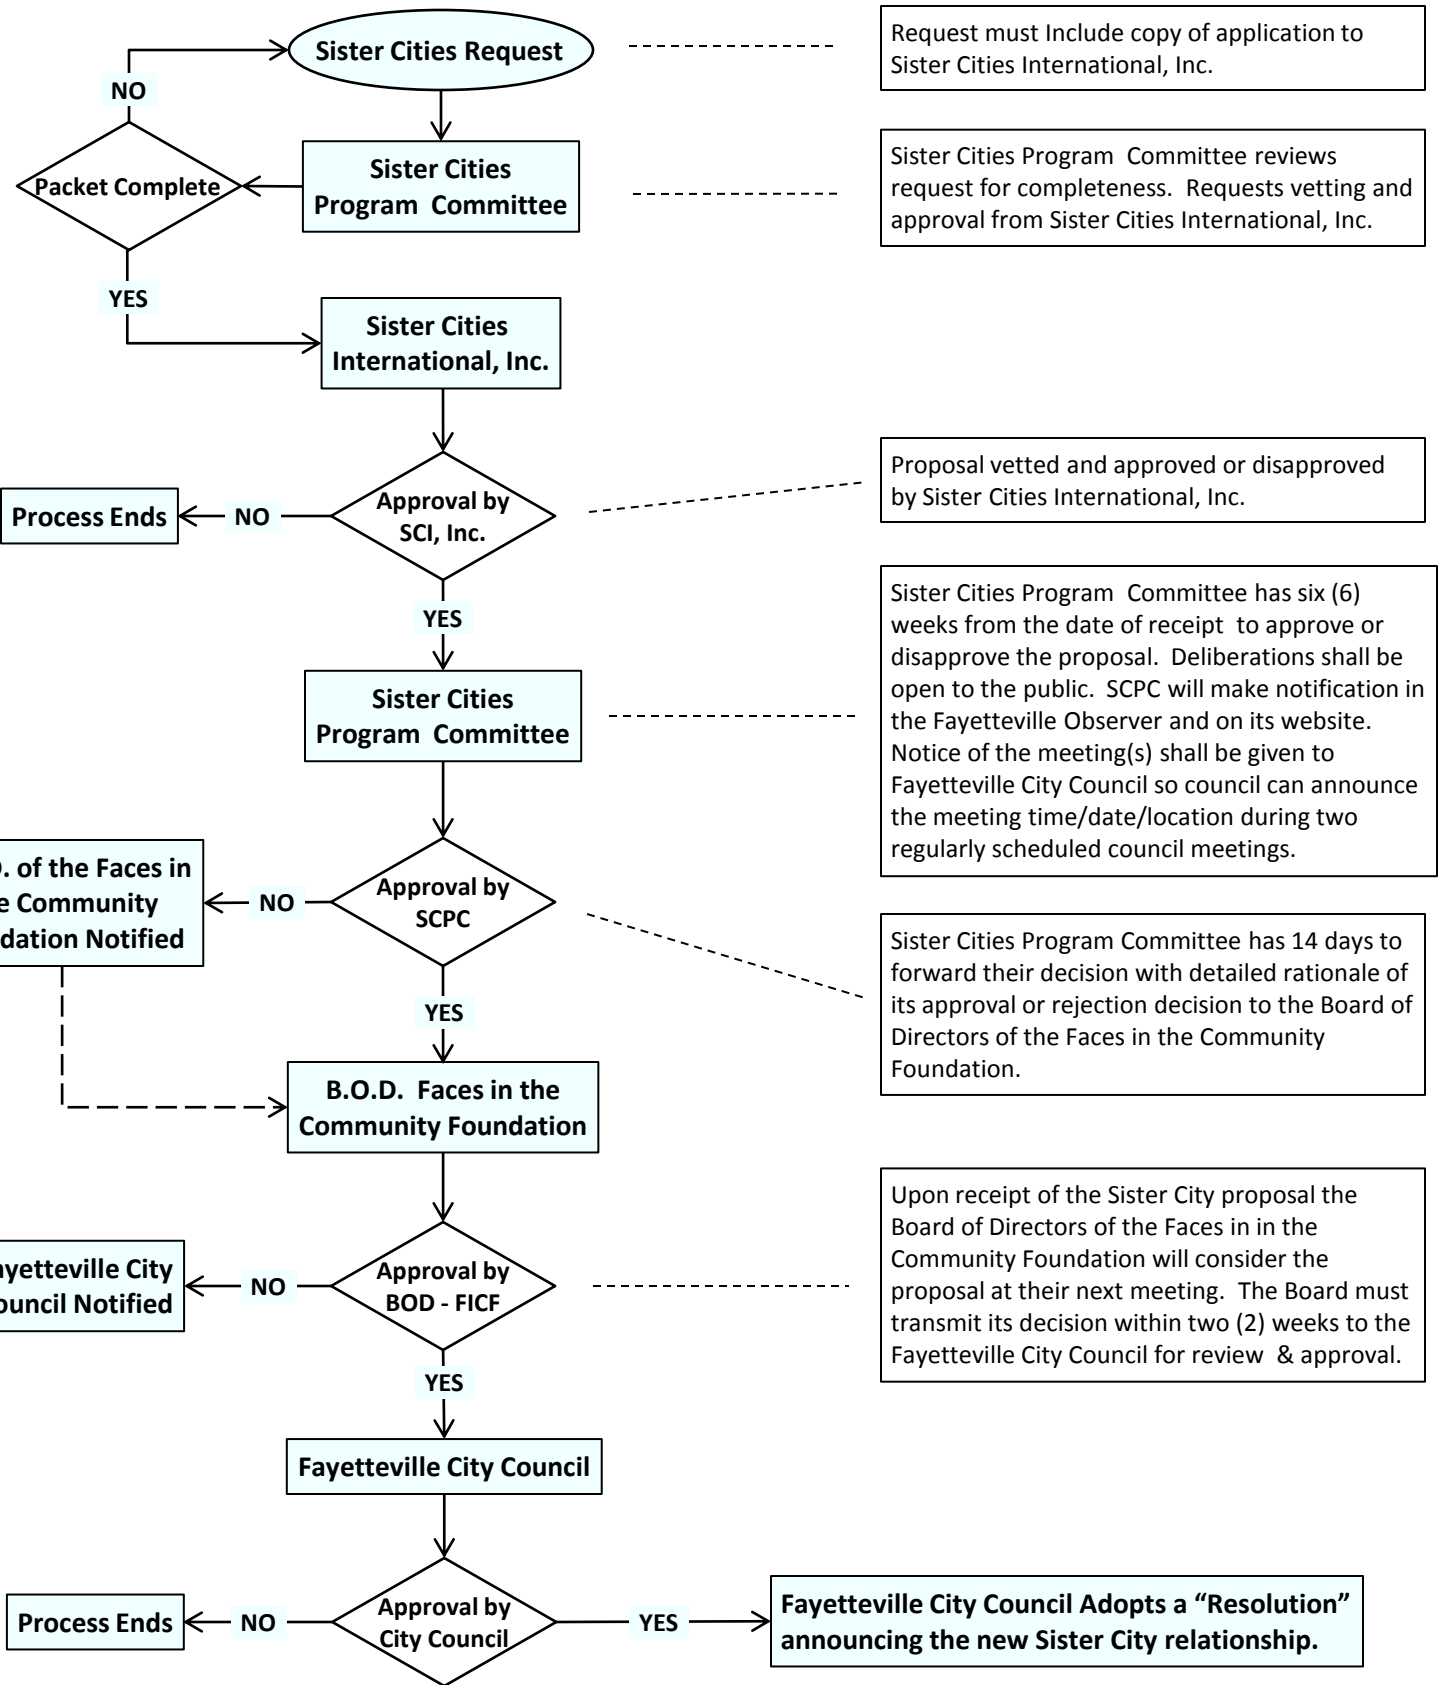 Sister Cities Request
Request must Include copy of application to
Sister Cities International, Inc.
NO
Packet Complete
Sister Cities
Program Committee
Sister Cities Program Committee reviews
request for completeness. Requests vetting and
approval from Sister Cities International, Inc.
YES
Sister Cities
International, Inc.
Process Ends
NO
Approval by
SCI, Inc.
Proposal vetted and approved or disapproved
by Sister Cities International, Inc.
YES
Sister Cities
Program Committee
Sister Cities Program Committee has six (6)
weeks from the date of receipt to approve or
disapprove the proposal. Deliberations shall be
open to the public. SCPC will make notification in
the Fayetteville Observer and on its website.
Notice of the meeting(s) shall be given to
Fayetteville City Council so council can announce
the meeting time/date/location during two
regularly scheduled council meetings.
of the Faces in
Community
Notified
NO
Approval by
SCPC
Sister Cities Program Committee has 14 days to
forward their decision with detailed rationale of
its approval or rejection decision to the Board of
Directors of the Faces in the Community
Foundation.
YES
B.O.D. Faces in the
Community Foundation
City
Notified
NO
Approval by
BOD - FICF
Upon receipt of the Sister City proposal the
Board of Directors of the Faces in in the
Community Foundation will consider the
proposal at their next meeting. The Board must
transmit its decision within two (2) weeks to the
Fayetteville City Council for review & approval.
YES
Fayetteville City Council
Process Ends
NO
Approval by
City Council
YES
Fayetteville City Council Adopts a “Resolution”
announcing the new Sister City relationship.